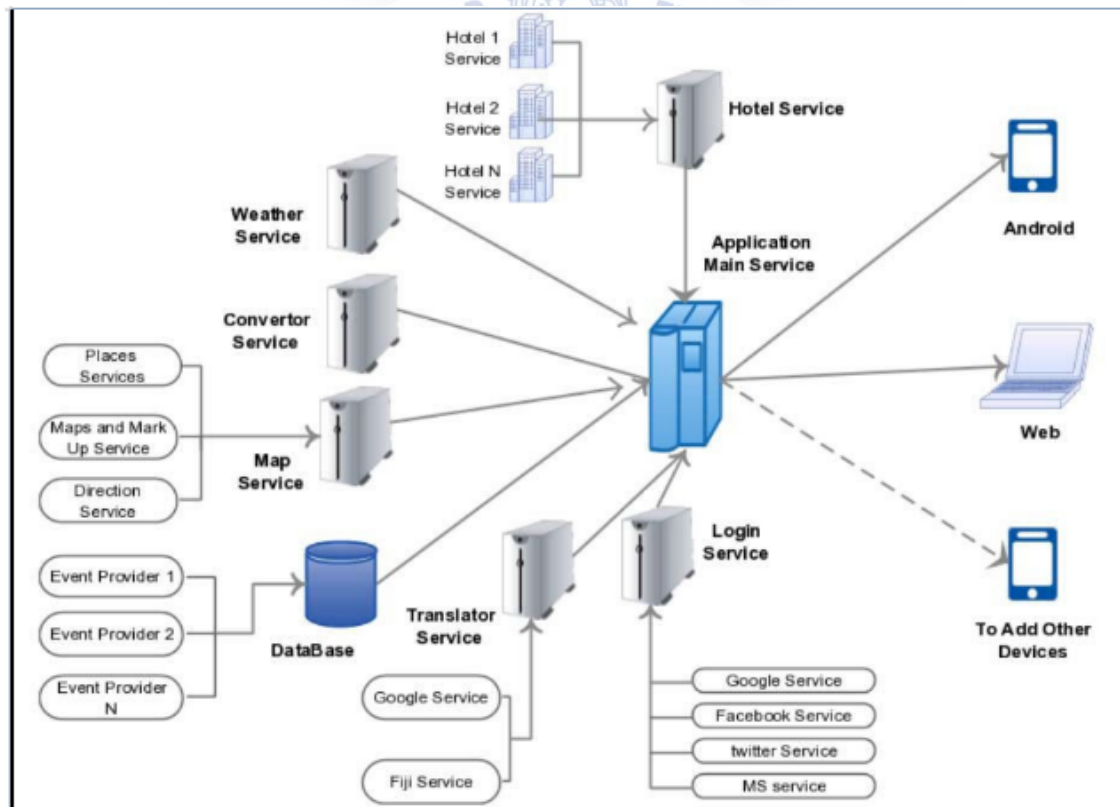 Hotel 1
Service
Hotel 2
Service
Hotel N
Service
Hotel Service
Weather
Service
Application
Main Service
Android
Convertor
Service
Places
Services
Maps and Mark
Up Service
Direction
Service
Map
Service
Web
Event Provider 1
Event Provider 2
Event Provider
N
DataBase
Translator
Service
Login
Service
To Add Other
Devices
Google Service
Fiji Service
Google Service
Facebook Service
twitter Service
MS service